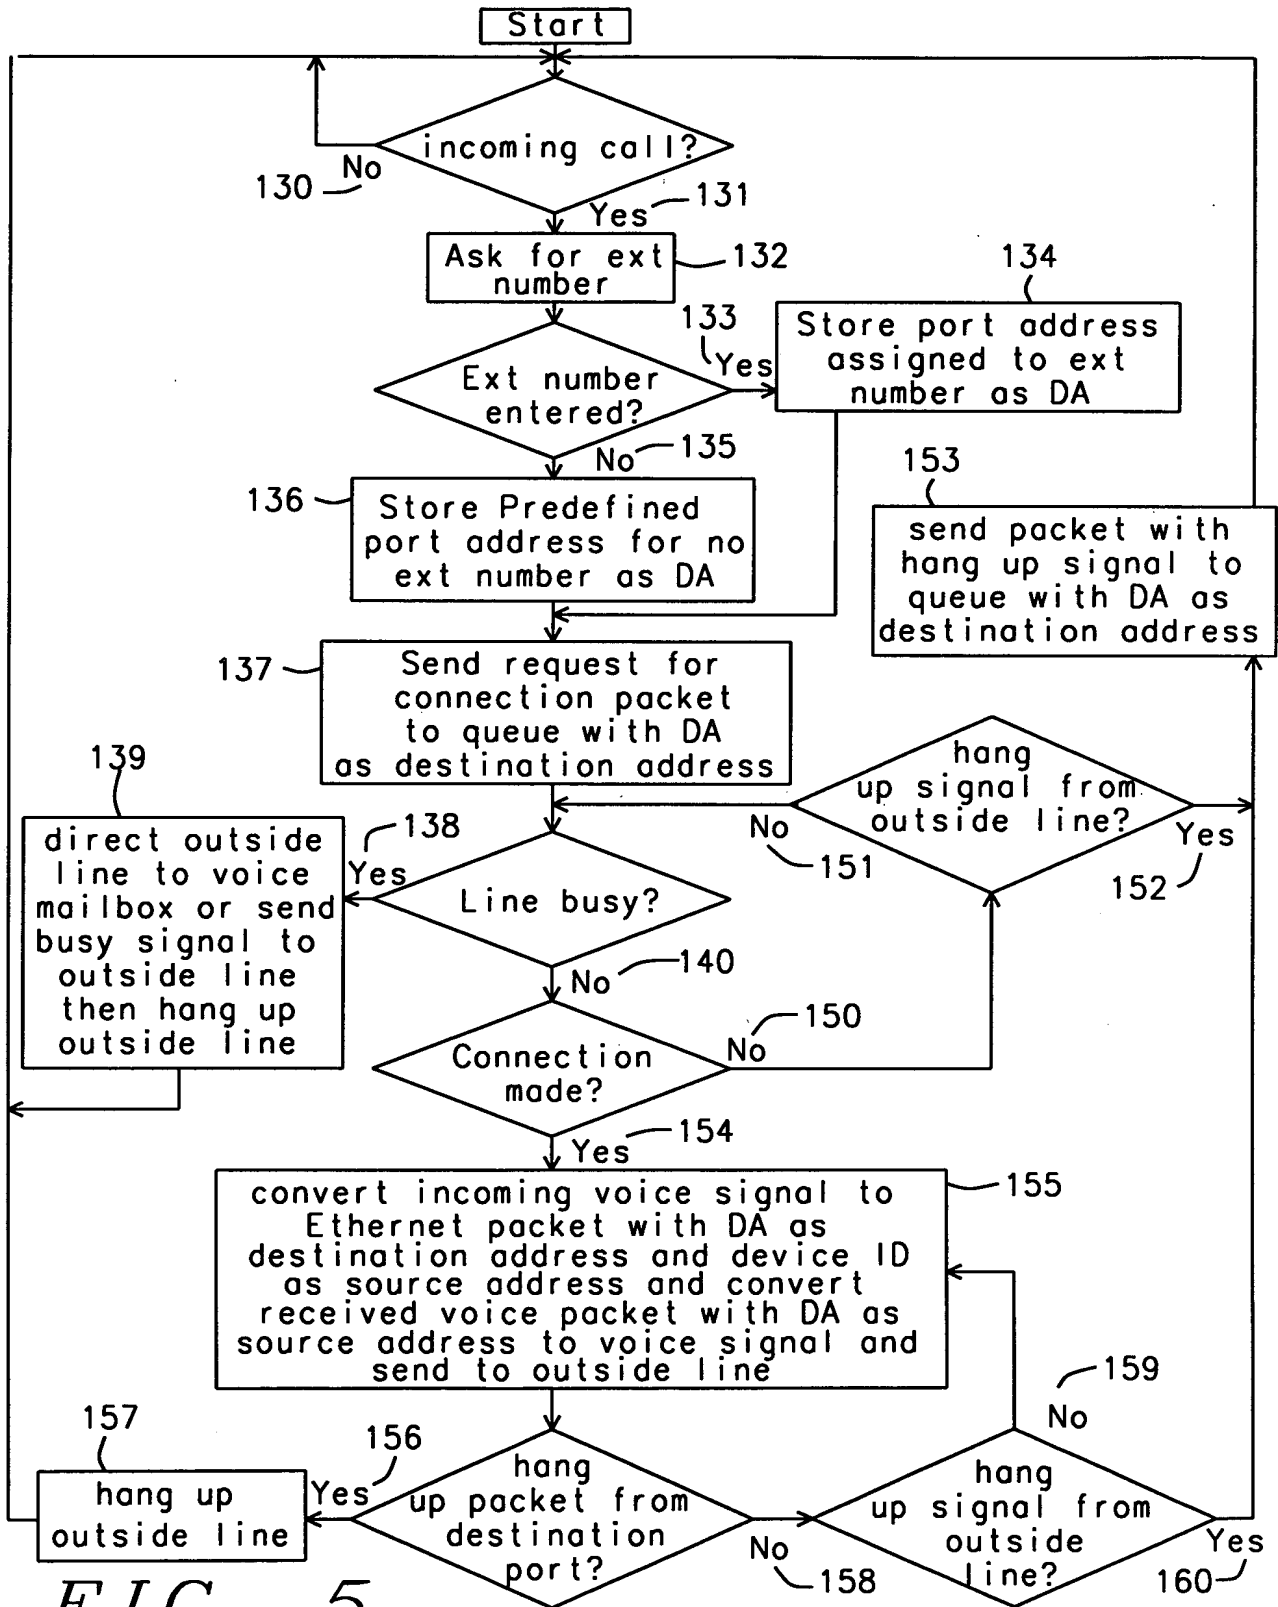 Start
incoming call?
No
130
Yes
131
Ask for ext
number
132
133
Yes
134
Store port address
assigned to ext
number as DA
Ext number
entered?
No
135
136
Store Predefined
port address for no
ext number as DA
153
send packet with
hang up signal to
queue with DA as
destination address
137
Send request for
connection packet
to queue with DA
as destination address
hang
up signal from
outside line?
No
151
Yes
152
139
direct outside
line to voice
mailbox or send
busy signal to
outside line
then hang up
outside line
138
Yes
Line busy?
No
140
Connection
made?
No
150
Yes
154
convert incoming voice signal to
Ethernet packet with DA as
destination address and device ID
as source address and convert
received voice packet with DA as
source address to voice signal and
send to outside line
155
159
No
157
hang up
outside line
156
Yes
hang
up packet from
destination
port?
No
158
hang
up signal from
outside
line?
Yes
160
FIG. 5